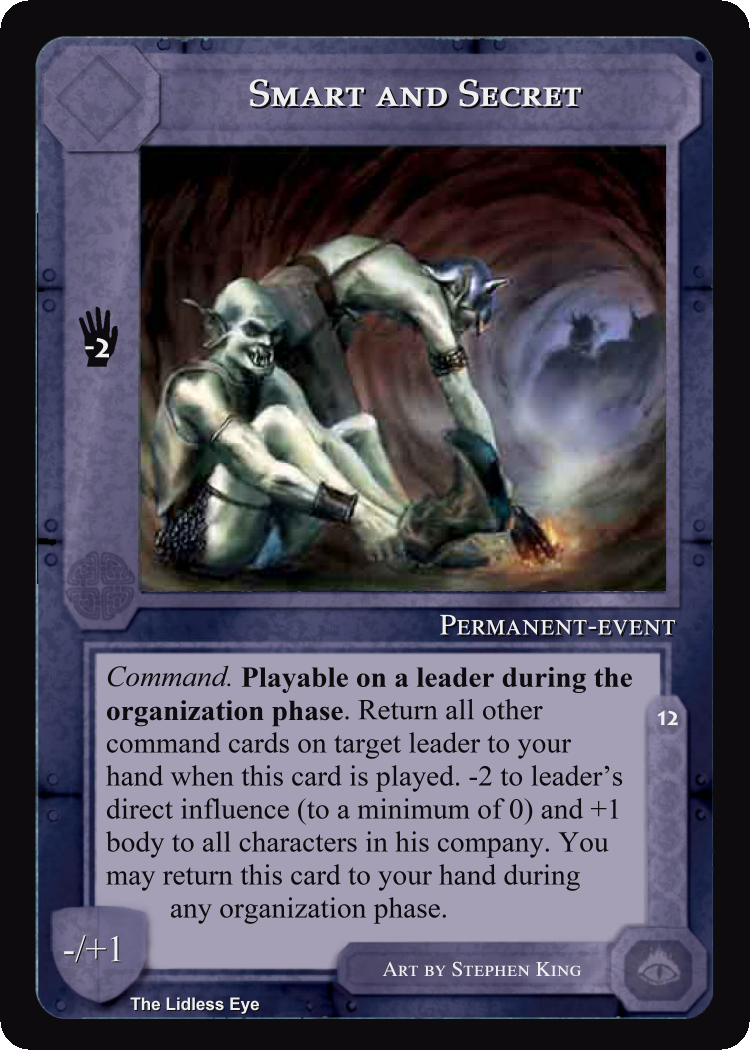 Smart and Secret
-2
Permanent-event
Command. Playable on a leader during the
organization phase. Return all other
command cards on target leader to your
hand when this card is played. -2 to leader's
direct influence (to a minimum of 0) and +1
body to all characters in his company. You
may return this card to your hand during
any organization phase.
12
-/+1
Art by Stephen King
The Lidless Eye